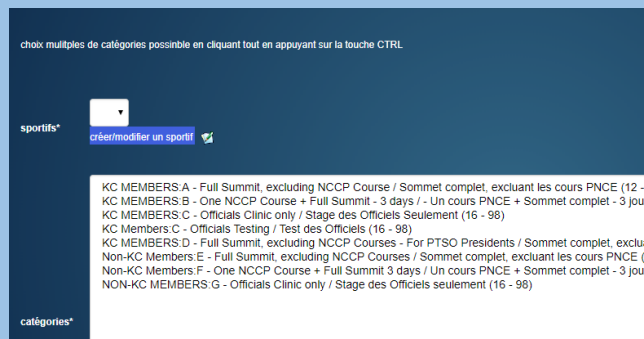 choix mulitples de catègories possinble en cliquant tout en appuyant sur la touche CTRL
sportifs*
créer/modifier un sportif
KC MEMBERS:A - Full Summit, excluding NCCP Course / Sommet complet, excluant les cours PNCE (12 -
KC MEMBERS:B - One NCCP Course + Full Summit - 3 days / - Un cours PNCE + Sommet complet - 3 jou
KC MEMBERS:C - Officials Clinic only / Stage des Officiels Seulement (16 - 98)
KC Members:C - Officials Testing / Test des Officiels (16 - 98)
KC MEMBERS:D - Full Summit, excluding NCCP Courses - For PTSO Presidents / Sommet complet, exclua
Non-KC Members:E - Full Summit, excluding NCCP Courses / Sommet complet, excluant les cours PNCE (
Non-KC Members:F - One NCCP Course + Full Summit 3 days / Un cours PNCE + Sommet complet - 3 jou
NON-KC MEMBERS:G - Officials Clinic only / Stage des Officiels seulement (16 - 98)
catègories*